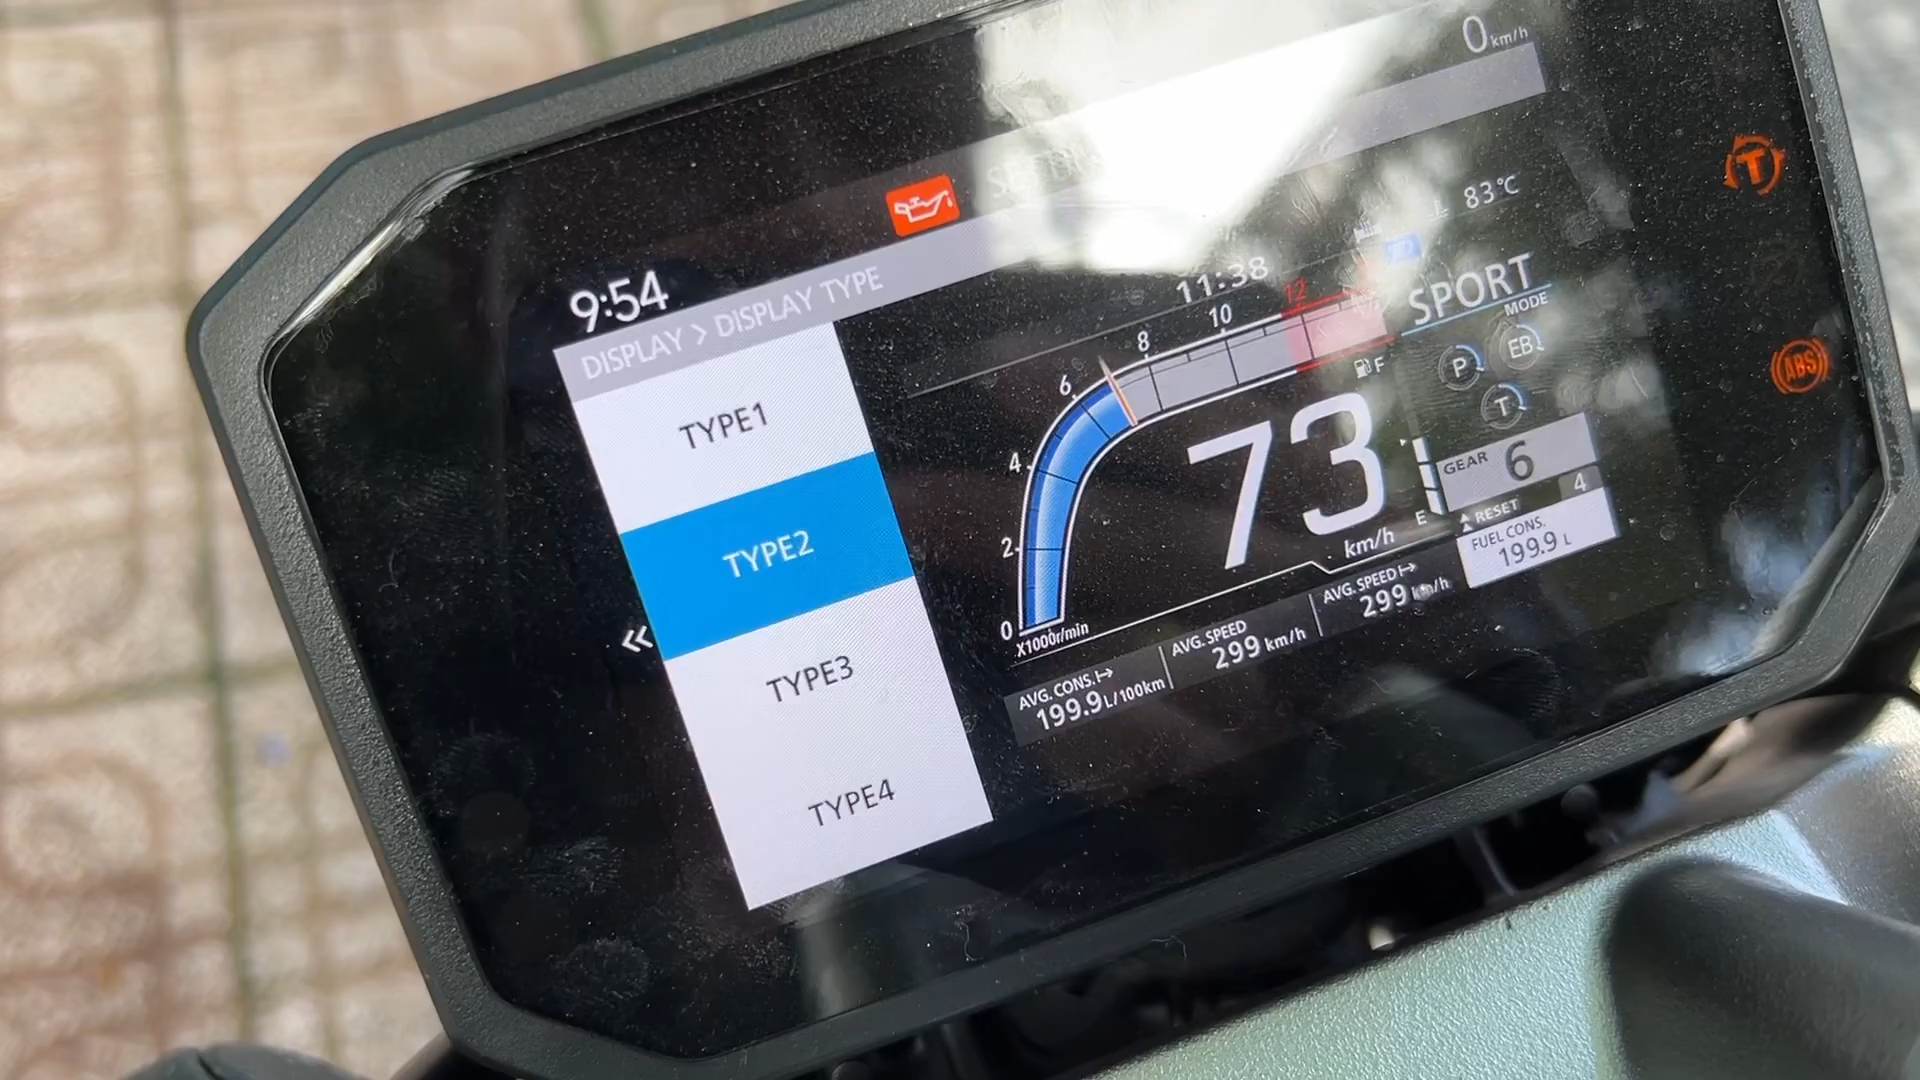 0 km/h
9:54
DISPLAY > DISPLAY TYPE
TYPE1
TYPE2
TYPE3
TYPE4
83°C
11:38
SPORT
MODE
P
EB
T
0
2
4
6
8
10
12
X1000r/min
F
E
73
km/h
GEAR 6
4
RESET
FUEL CONS.
199.9 L
AVG. CONS.
199.9 L/100km
AVG. SPEED
299 km/h
AVG. SPEED
299 km/h
T
ABS